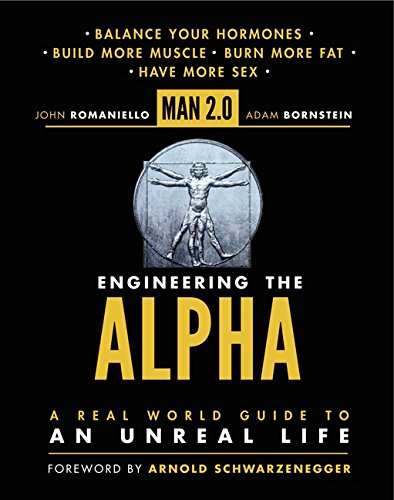 • BALANCE YOUR HORMONES •
• BUILD MORE MUSCLE • BURN MORE FAT •
• HAVE MORE SEX •
JOHN ROMANIELLO MAN 2.0 ADAM BORNSTEIN
ENGINEERING THE
ALPHA
A REAL WORLD GUIDE TO
AN UNREAL LIFE
FOREWORD BY ARNOLD SCHWARZENEGGER